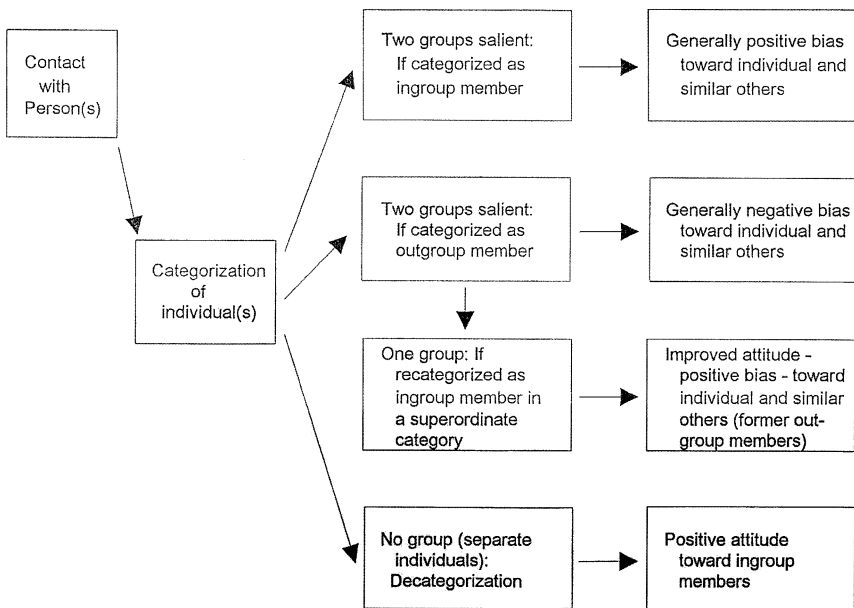 Contact
with
Person(s)
Categorization
of
individual(s)
Two groups salient:
If categorized as
ingroup member
Generally positive bias
toward individual and
similar others
Two groups salient:
If categorized as
outgroup member
Generally negative bias
toward individual and
similar others
One group: If
recategorized as
ingroup member in
a superordinate
category
Improved attitude -
positive bias - toward
individual and similar
others (former out-
group members)
No group (separate
individuals):
Decategorization
Positive attitude
toward ingroup
members